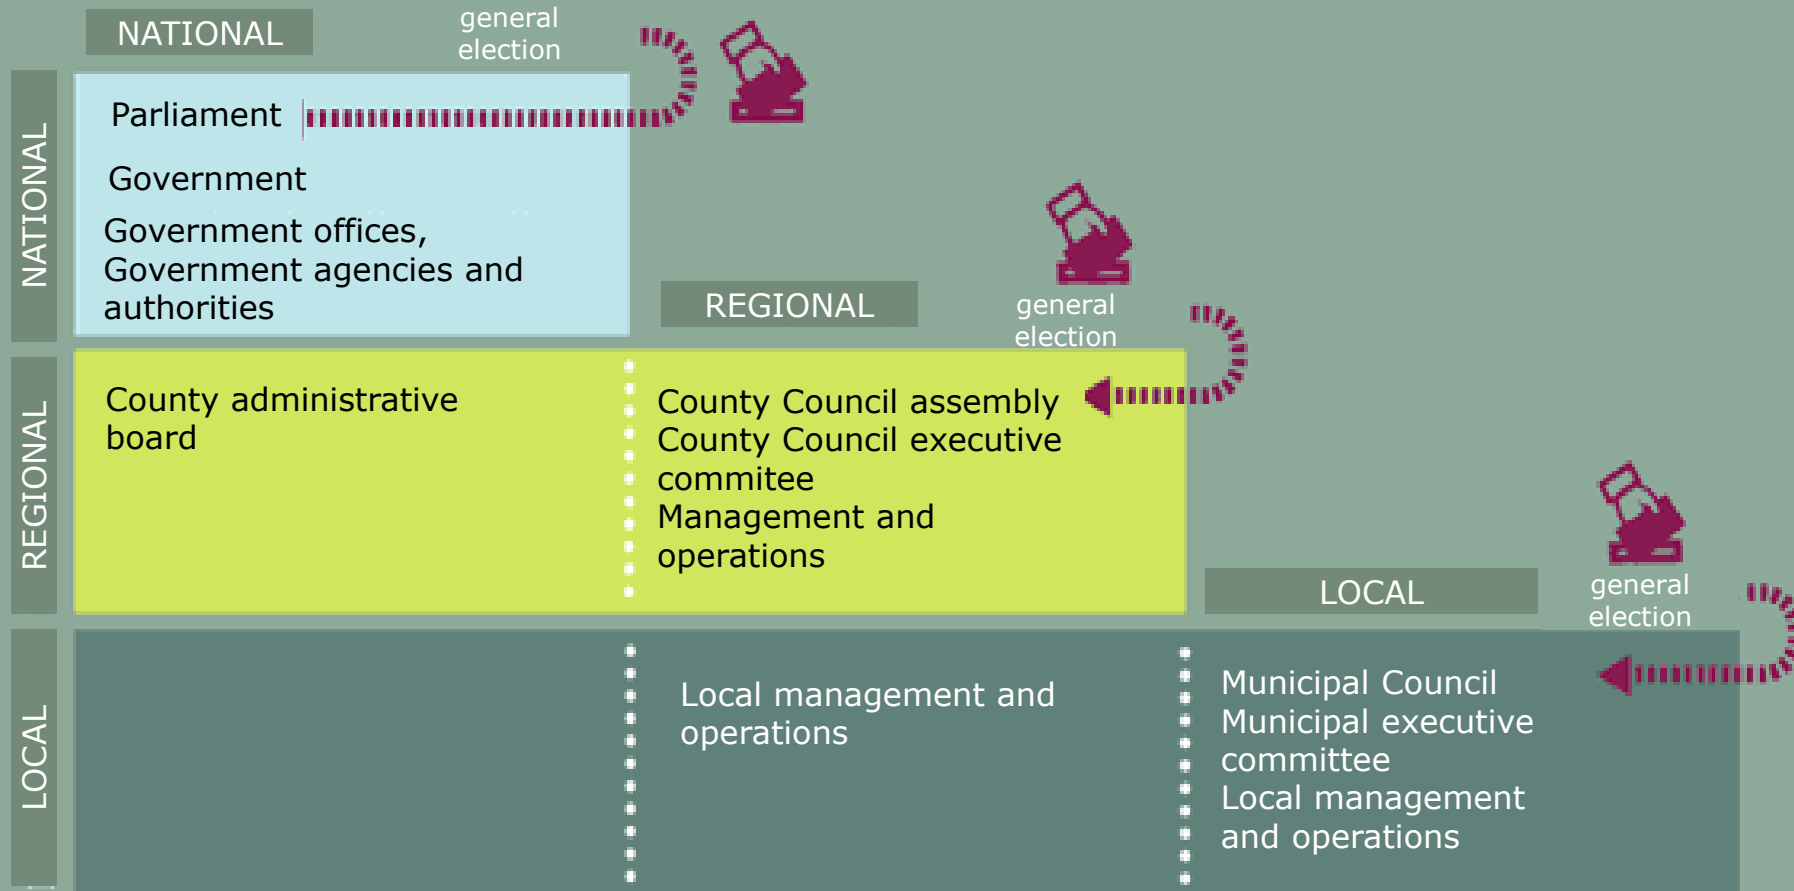 NATIONAL
general
election
NATIONAL
Parliament
Government
Government offices,
Government agencies and
authorities
REGIONAL
general
election
REGIONAL
County administrative
board
County Council assembly
County Council executive
commitee
Management and
operations
LOCAL
general
election
LOCAL
Local management and
operations
Municipal Council
Municipal executive
committee
Local management
and operations